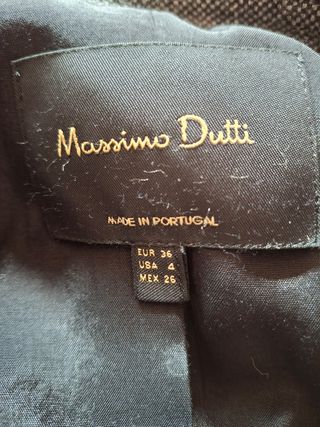 Massimo Dutti
MADE IN PORTUGAL
EUR 36
USA 4
MEX 26